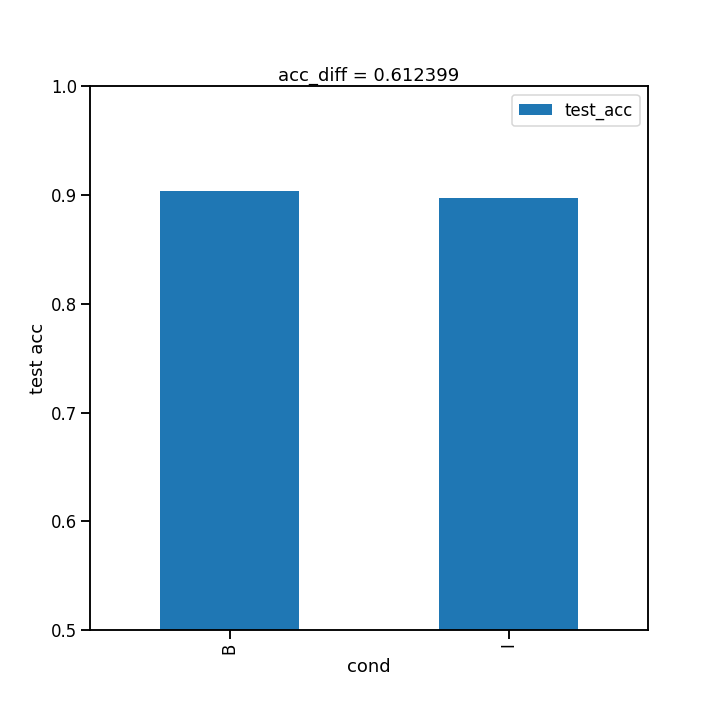 acc_diff = 0.612399
1.0
0.9
0.8
0.7
0.6
0.5
test acc
test_acc
B
I
cond